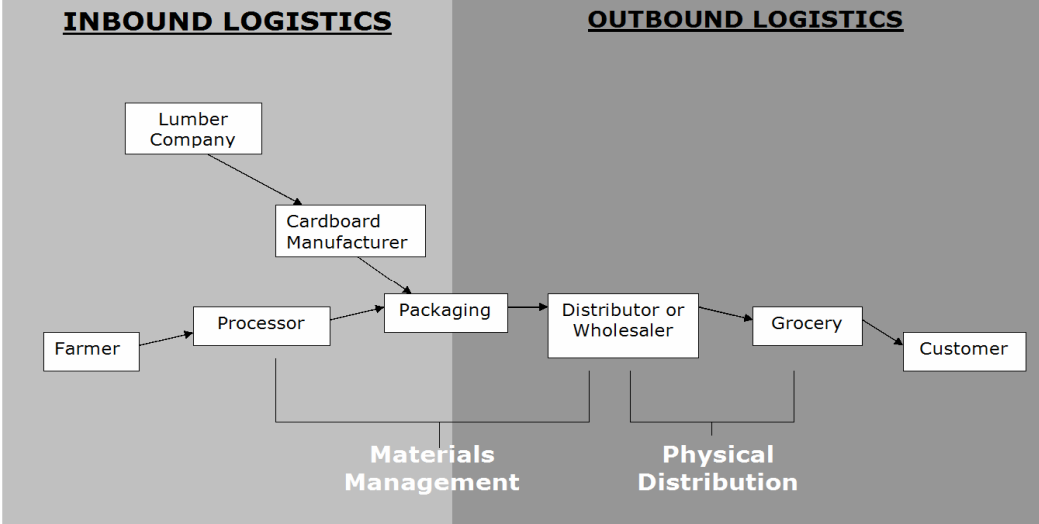 INBOUND LOGISTICS
OUTBOUND LOGISTICS
Lumber
Company
Cardboard
Manufacturer
Packaging
Distributor or
Wholesaler
Processor
Grocery
Farmer
Customer
Materials
Management
Physical
Distribution